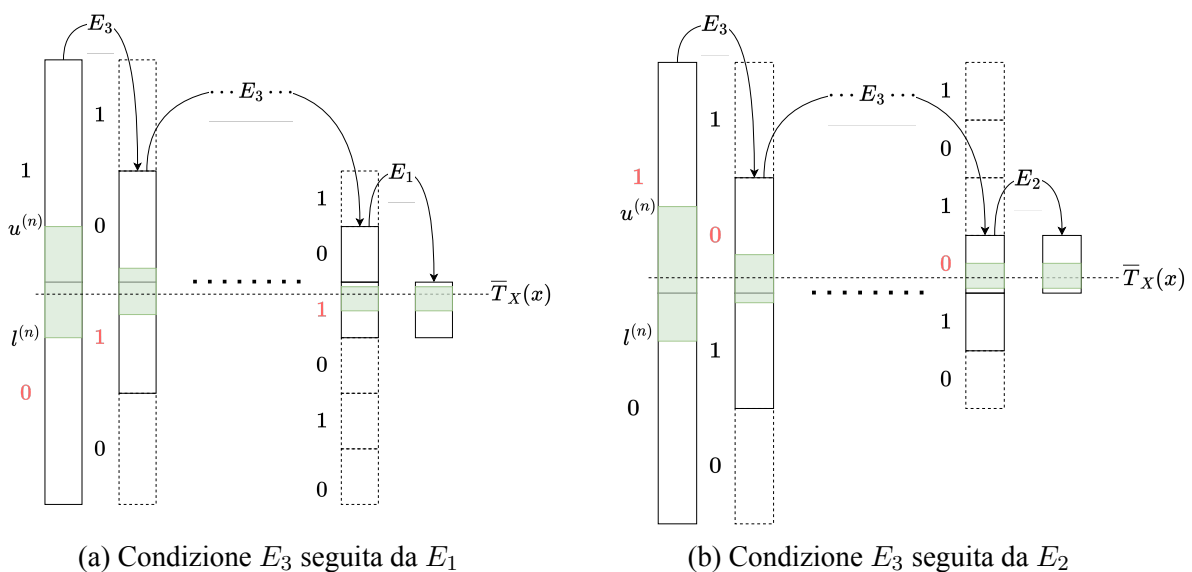 E₃
1
· · · E₃ · · ·
1
1
E₁
u⁽ⁿ⁾
0
0
· · · · · · · ·
T̅_X(x)
1
l⁽ⁿ⁾
1
0
0
1
0
0
(a) Condizione E₃ seguita da E₁
E₃
1
· · · E₃ · · ·
1
0
1
1
E₂
u⁽ⁿ⁾
0
0
T̅_X(x)
· · · · · · · ·
l⁽ⁿ⁾
1
1
0
0
0
(b) Condizione E₃ seguita da E₂